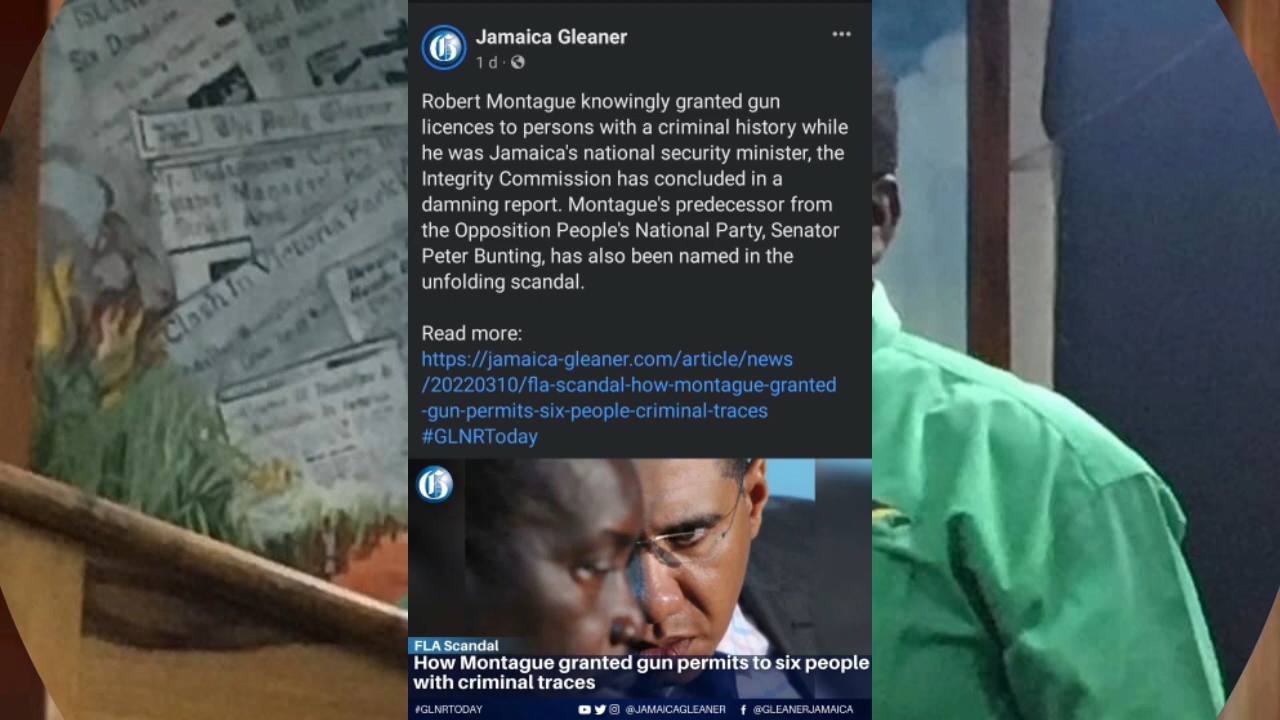 Jamaica Gleaner
1 d ·
Robert Montague knowingly granted gun
licences to persons with a criminal history while
he was Jamaica's national security minister, the
Integrity Commission has concluded in a
damning report. Montague's predecessor from
the Opposition People's National Party, Senator
Peter Bunting, has also been named in the
unfolding scandal.
Read more:
https://jamaica-gleaner.com/article/news
/20220310/fla-scandal-how-montague-granted
-gun-permits-six-people-criminal-traces
#GLNRToday
G
FLA Scandal
How Montague granted gun permits to six people
with criminal traces
#GLNRTODAY
@JAMAICAGLEANER
@GLEANERJAMAICA
Six Dead
The Daily Gleaner
Clash In Victoria Park